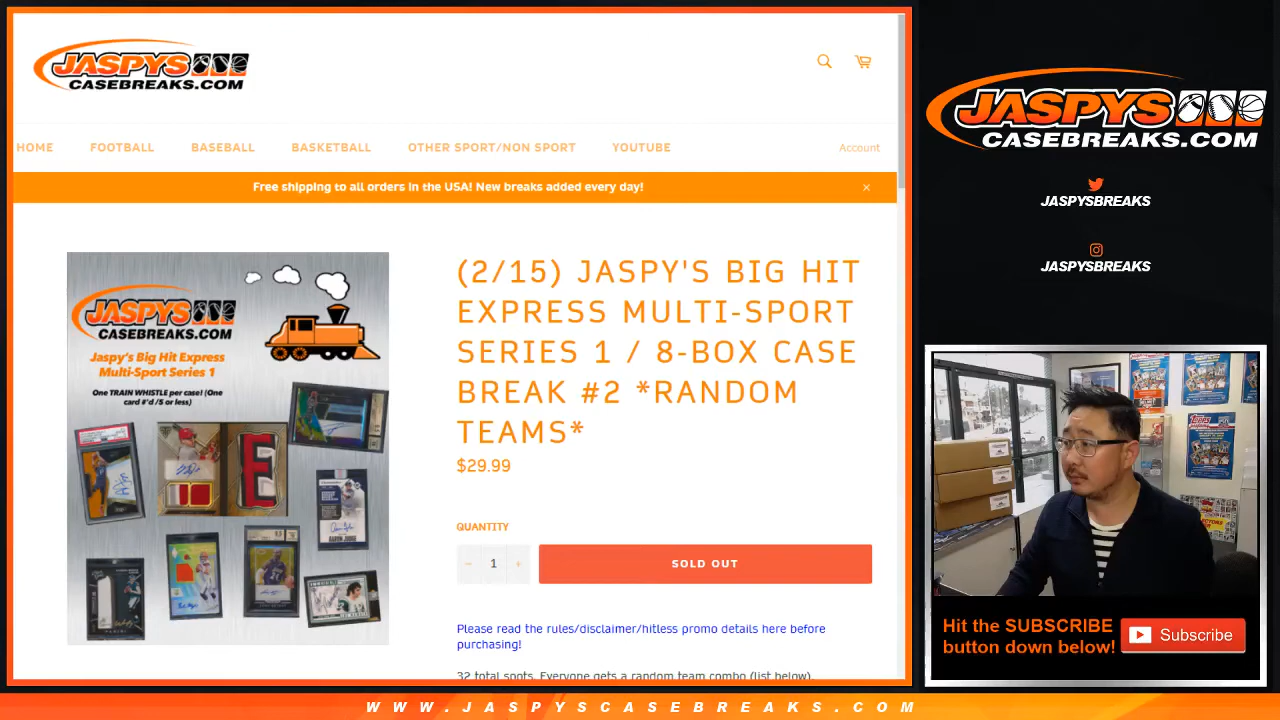 JASPYS
CASEBREAKS.COM
HOME FOOTBALL BASEBALL BASKETBALL OTHER SPORT/NON SPORT YOUTUBE Account
Free shipping to all orders in the USA! New breaks added every day! ×
JASPYS
CASEBREAKS.COM
Jaspy's Big Hit Express
Multi-Sport Series 1
One TRAIN WHISTLE per case! (One
card #'d /5 or less)
E
(2/15) JASPY'S BIG HIT
EXPRESS MULTI-SPORT
SERIES 1 / 8-BOX CASE
BREAK #2 *RANDOM
TEAMS*
$29.99
QUANTITY
− 1 +
SOLD OUT
Please read the rules/disclaimer/hitless promo details here before
purchasing!
32 total spots. Everyone gets a random team combo (list below).
JASPYS
CASEBREAKS.COM
JASPYSBREAKS
JASPYSBREAKS
Topps
Hit the SUBSCRIBE
button down below!
Subscribe
WWW.JASPYSCASEBREAKS.COM